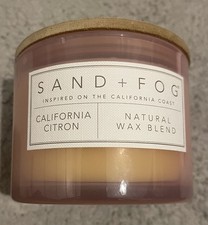 SAND + FOG®
INSPIRED ON THE CALIFORNIA COAST
CALIFORNIA
CITRON
NATURAL
WAX BLEND